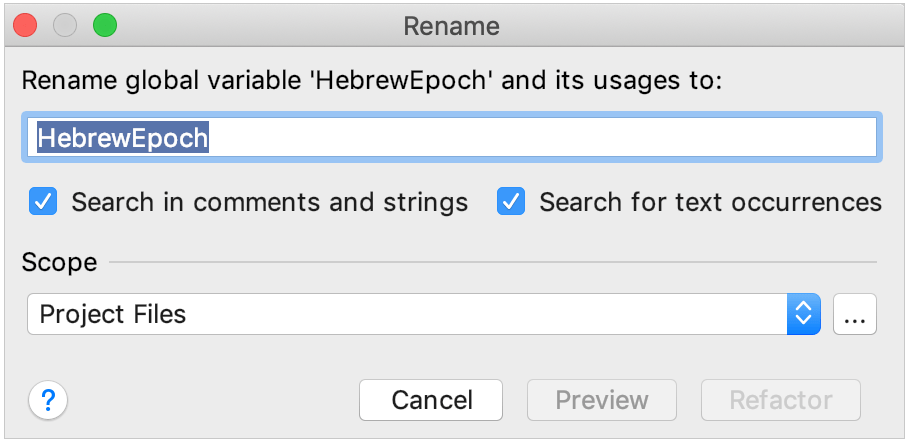 Rename
Rename global variable 'HebrewEpoch' and its usages to:
HebrewEpoch
Search in comments and strings Search for text occurrences
Scope
Project Files ...
? Cancel Preview Refactor